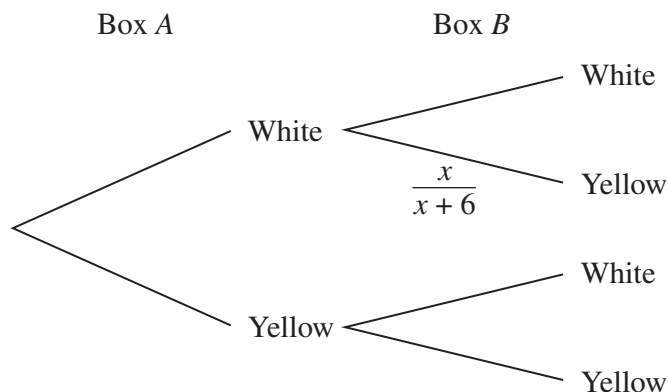 Box A Box B
White
White
Yellow
x
x + 6
White
Yellow
Yellow